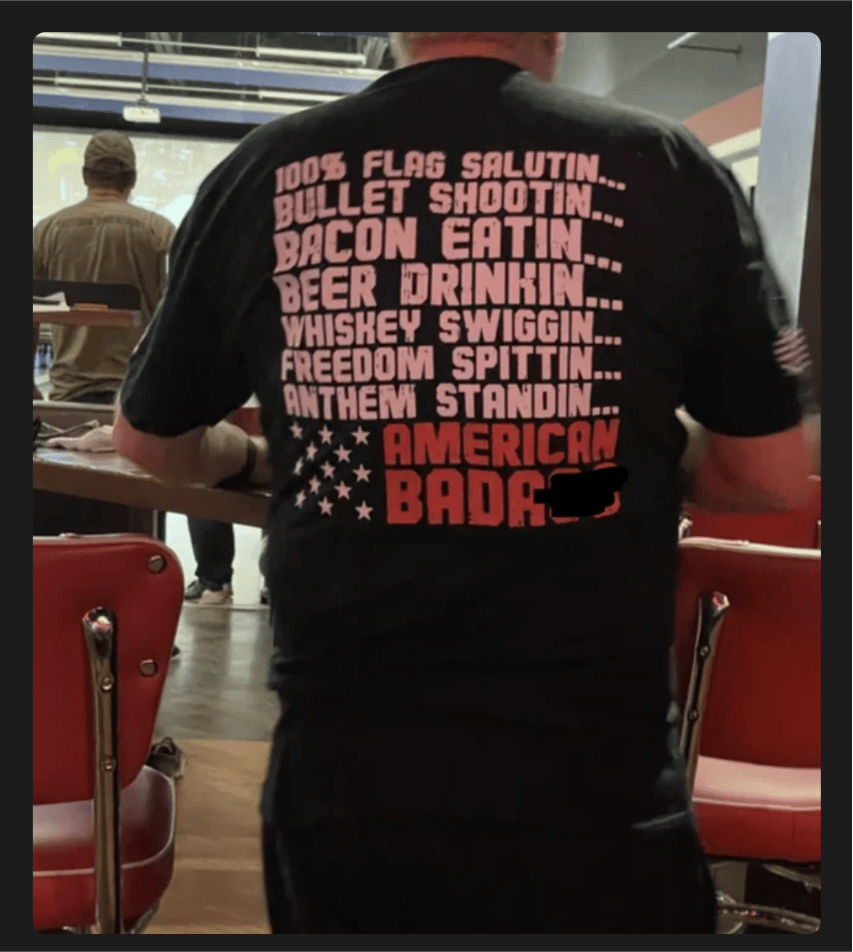 100% FLAG SALUTIN...
BULLET SHOOTIN...
BACON EATIN...
BEER DRINKIN...
WHISKEY SWIGGIN...
FREEDOM SPITTIN...
ANTHEM STANDIN...
AMERICAN
BADA